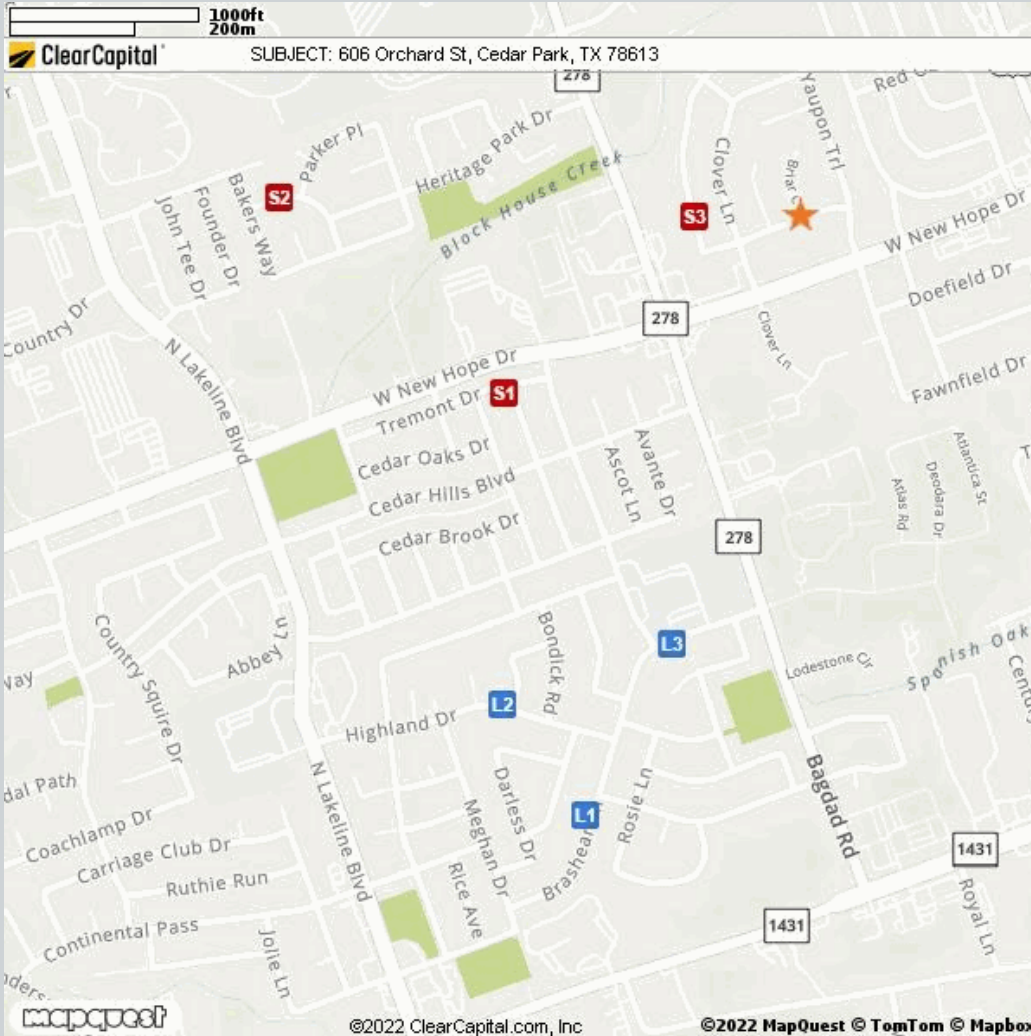 1000ft
200m
ClearCapital SUBJECT: 606 Orchard St, Cedar Park, TX 78613
278
Red
Yaupon Trl
Parker Pl
Heritage Park Dr
Clover Ln
Briar
Bakers Way
S2
Block House Creek
Founder Dr
John Tee Dr
S3
W New Hope Dr
Doefield Dr
Country Dr
278
Clover Ln
N Lakeline Blvd
W New Hope Dr
Fawnfield Dr
S1
Tremont Dr
Cedar Oaks Dr
Avante Dr
Ascot Ln
Atlantica St
Deodara Dr
Atlas Rd
Cedar Hills Blvd
Cedar Brook Dr
278
Abbey Ln
Country Squire Dr
Bondick Rd
L3
Lodestone Cir
Spanish Oak
Way
L2
Highland Dr
N Lakeline Blvd
Darless Dr
Meghan Dr
Rosie Ln
Bagdad Rd
dal Path
L1
Coachlamp Dr
Carriage Club Dr
Brashear
1431
Ruthie Run
Rice Ave
Royal Ln
Continental Pass
1431
Jolie Ln
mapquest
©2022 ClearCapital.com, Inc
©2022 MapQuest © TomTom © Mapbox